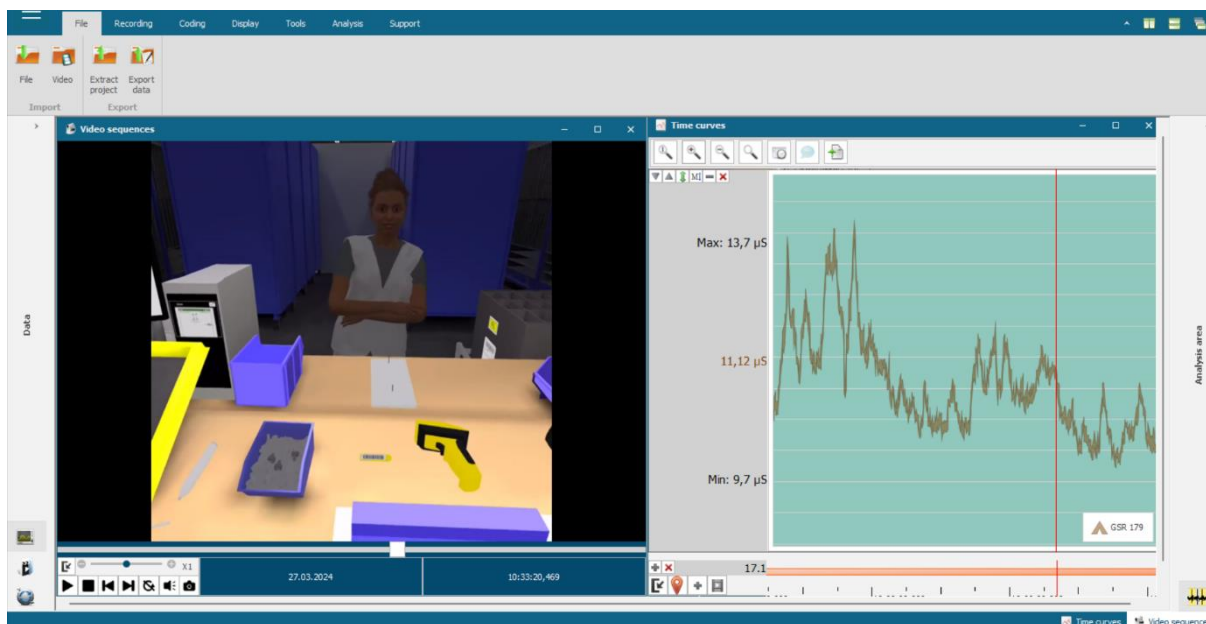 File Recording Coding Display Tools Analysis Support
File Video Extract project Export data
Import Export
Video sequences
Time curves
Data
Max: 13,7 µS
11,12 µS
Min: 9,7 µS
GSR 179
Analysis area
X1
27.03.2024
10:33:20,469
17.1
Time curves Video sequence